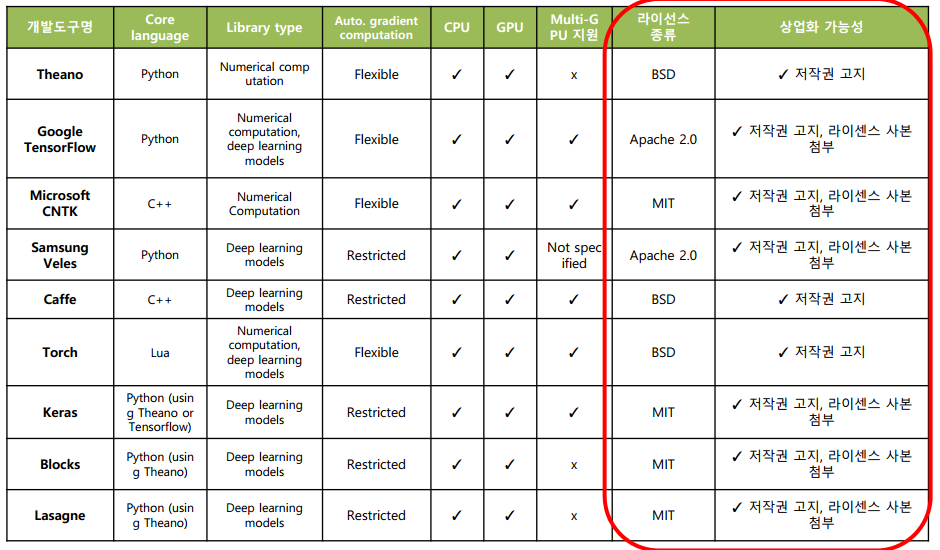 개발도구명 Core language Library type Auto. gradient computation CPU GPU Multi-G PU 지원 라이선스 종류 상업화 가능성
Theano Python Numerical comp utation Flexible ✓ ✓ x BSD ✓ 저작권 고지
Google TensorFlow Python Numerical computation, deep learning models Flexible ✓ ✓ ✓ Apache 2.0 ✓ 저작권 고지, 라이센스 사본 첨부
Microsoft CNTK C++ Numerical Computation Flexible ✓ ✓ ✓ MIT ✓ 저작권 고지, 라이센스 사본 첨부
Samsung Veles Python Deep learning models Restricted ✓ ✓ Not spec ified Apache 2.0 ✓ 저작권 고지, 라이센스 사본 첨부
Caffe C++ Deep learning models Restricted ✓ ✓ ✓ BSD ✓ 저작권 고지
Torch Lua Numerical computation, deep learning models Flexible ✓ ✓ ✓ BSD ✓ 저작권 고지
Keras Python (usin g Theano or Tensorflow) Deep learning models Restricted ✓ ✓ ✓ MIT ✓ 저작권 고지, 라이센스 사본 첨부
Blocks Python (usin g Theano) Deep learning models Restricted ✓ ✓ x MIT ✓ 저작권 고지, 라이센스 사본 첨부
Lasagne Python (usin g Theano) Deep learning models Restricted ✓ ✓ x MIT ✓ 저작권 고지, 라이센스 사본 첨부